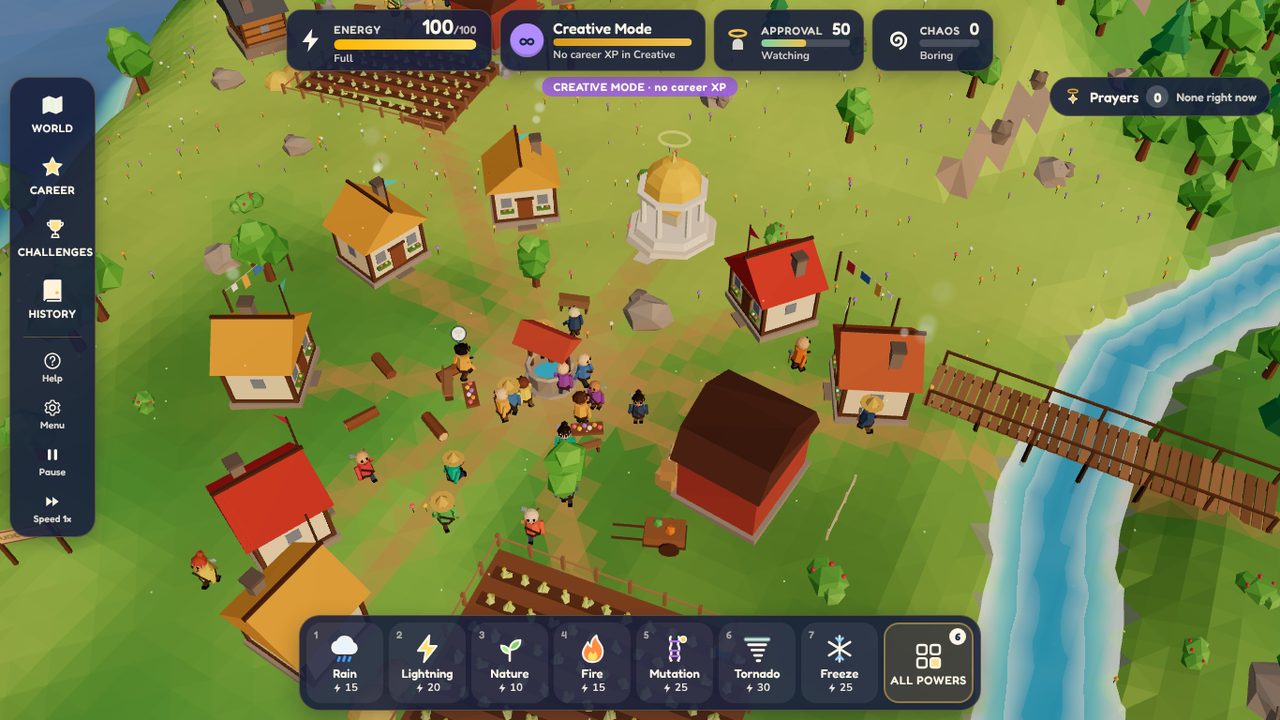 ENERGY 100/100
Full
Creative Mode
No career XP in Creative
APPROVAL 50
Watching
CHAOS 0
Boring
CREATIVE MODE · no career XP
Prayers 0 None right now
WORLD
CAREER
CHALLENGES
HISTORY
Help
Menu
Pause
Speed 1x
1
Rain
15
2
Lightning
20
3
Nature
10
4
Fire
15
5
Mutation
25
6
Tornado
30
7
Freeze
25
6
ALL POWERS